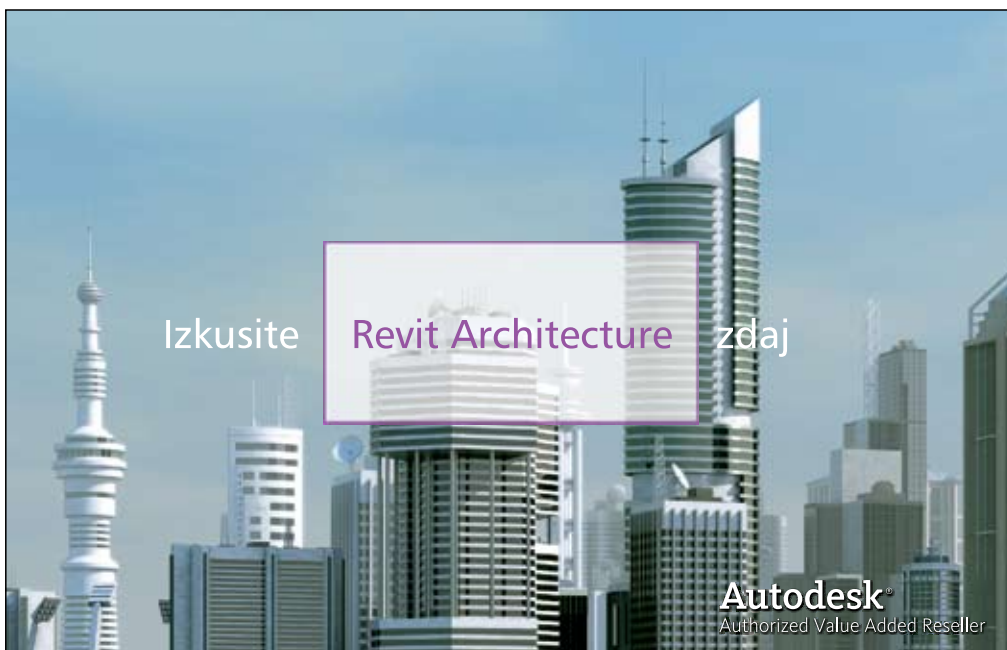 Izkusite Revit Architecture zdaj
Autodesk®
Authorized Value Added Reseller